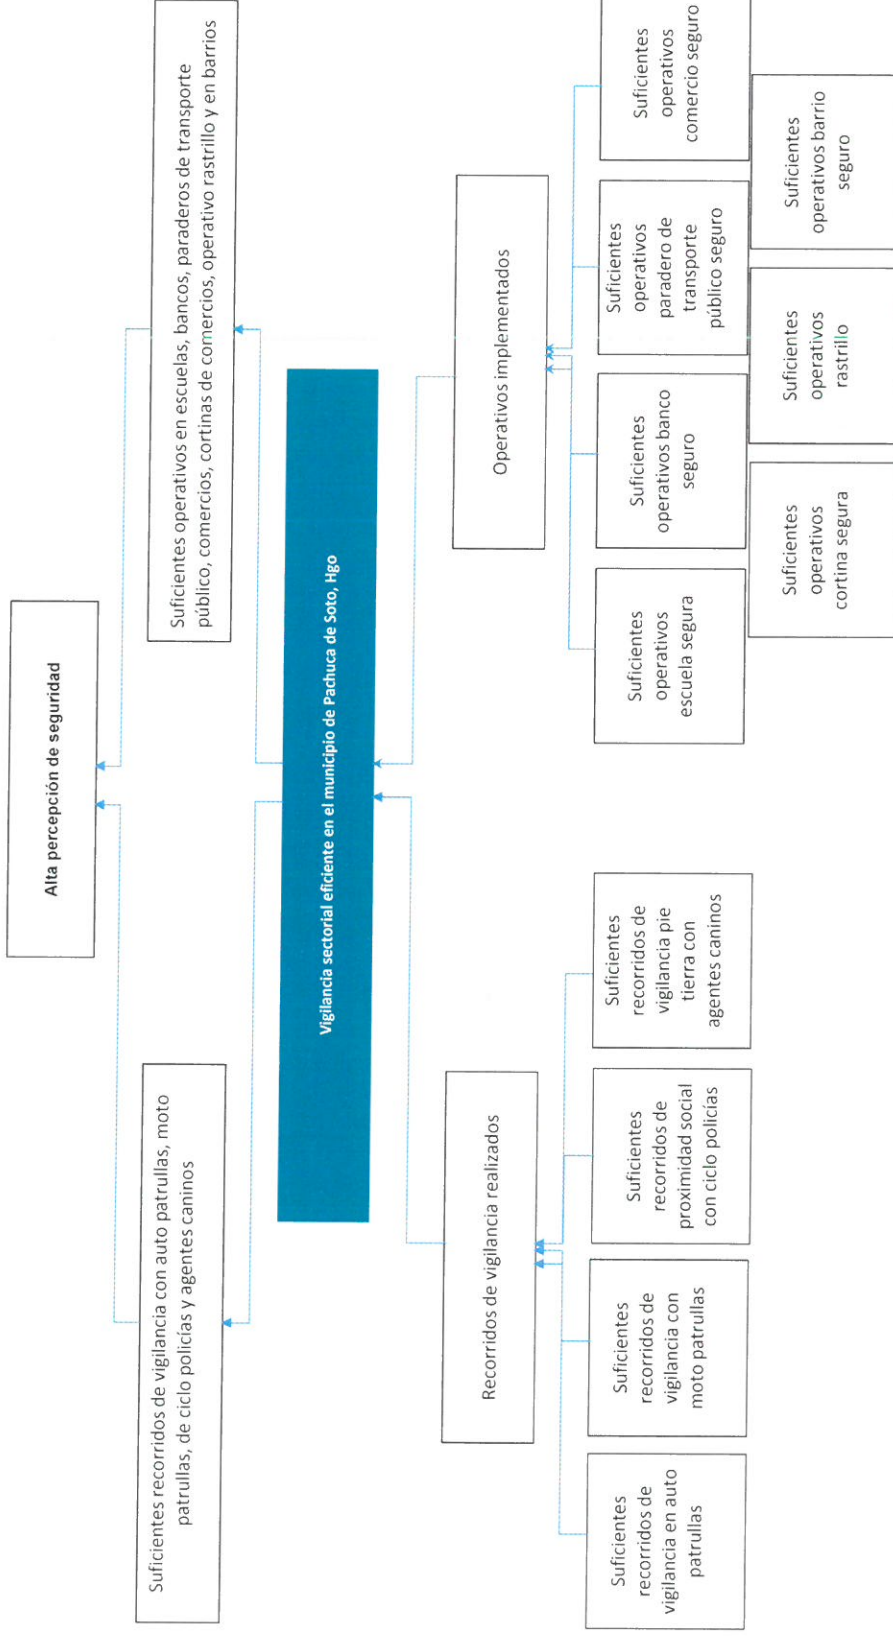 Alta percepción de seguridad
Suficientes recorridos de vigilancia con auto patrullas, moto
patrullas, de ciclo policías y agentes caninos
Suficientes operativos en escuelas, bancos, paraderos de transporte
público, comercios, cortinas de comercios, operativo rastrillo y en barrios
Vigilancia sectorial eficiente en el municipio de Pachuca de Soto, Hgo
Recorridos de vigilancia realizados
Operativos implementados
Suficientes
recorridos de
vigilancia en auto
patrullas
Suficientes
recorridos de
vigilancia con
moto patrullas
Suficientes
recorridos de
proximidad social
con ciclo policías
Suficientes
recorridos de
vigilancia pie
tierra con
agentes caninos
Suficientes
operativos
escuela segura
Suficientes
operativos banco
seguro
Suficientes
operativos
paradero de
transporte
público seguro
Suficientes
operativos
comercio seguro
Suficientes
operativos
cortina segura
Suficientes
operativos
rastrillo
Suficientes
operativos barrio
seguro